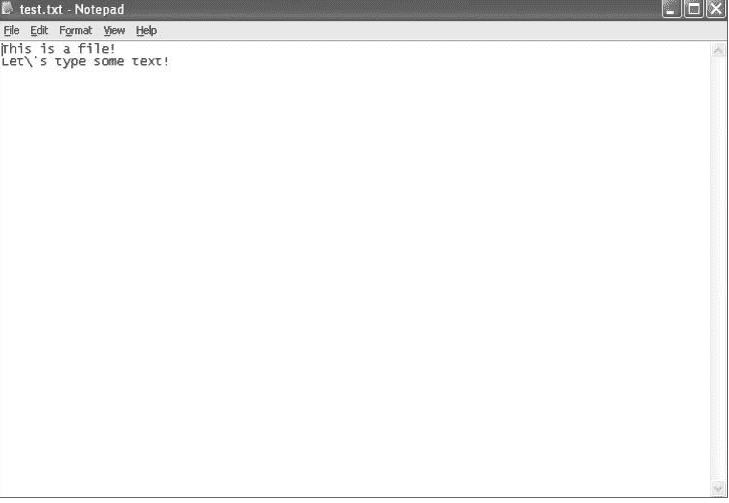 test.txt - Notepad
File Edit Format View Help
This is a file!
Let\'s type some text!